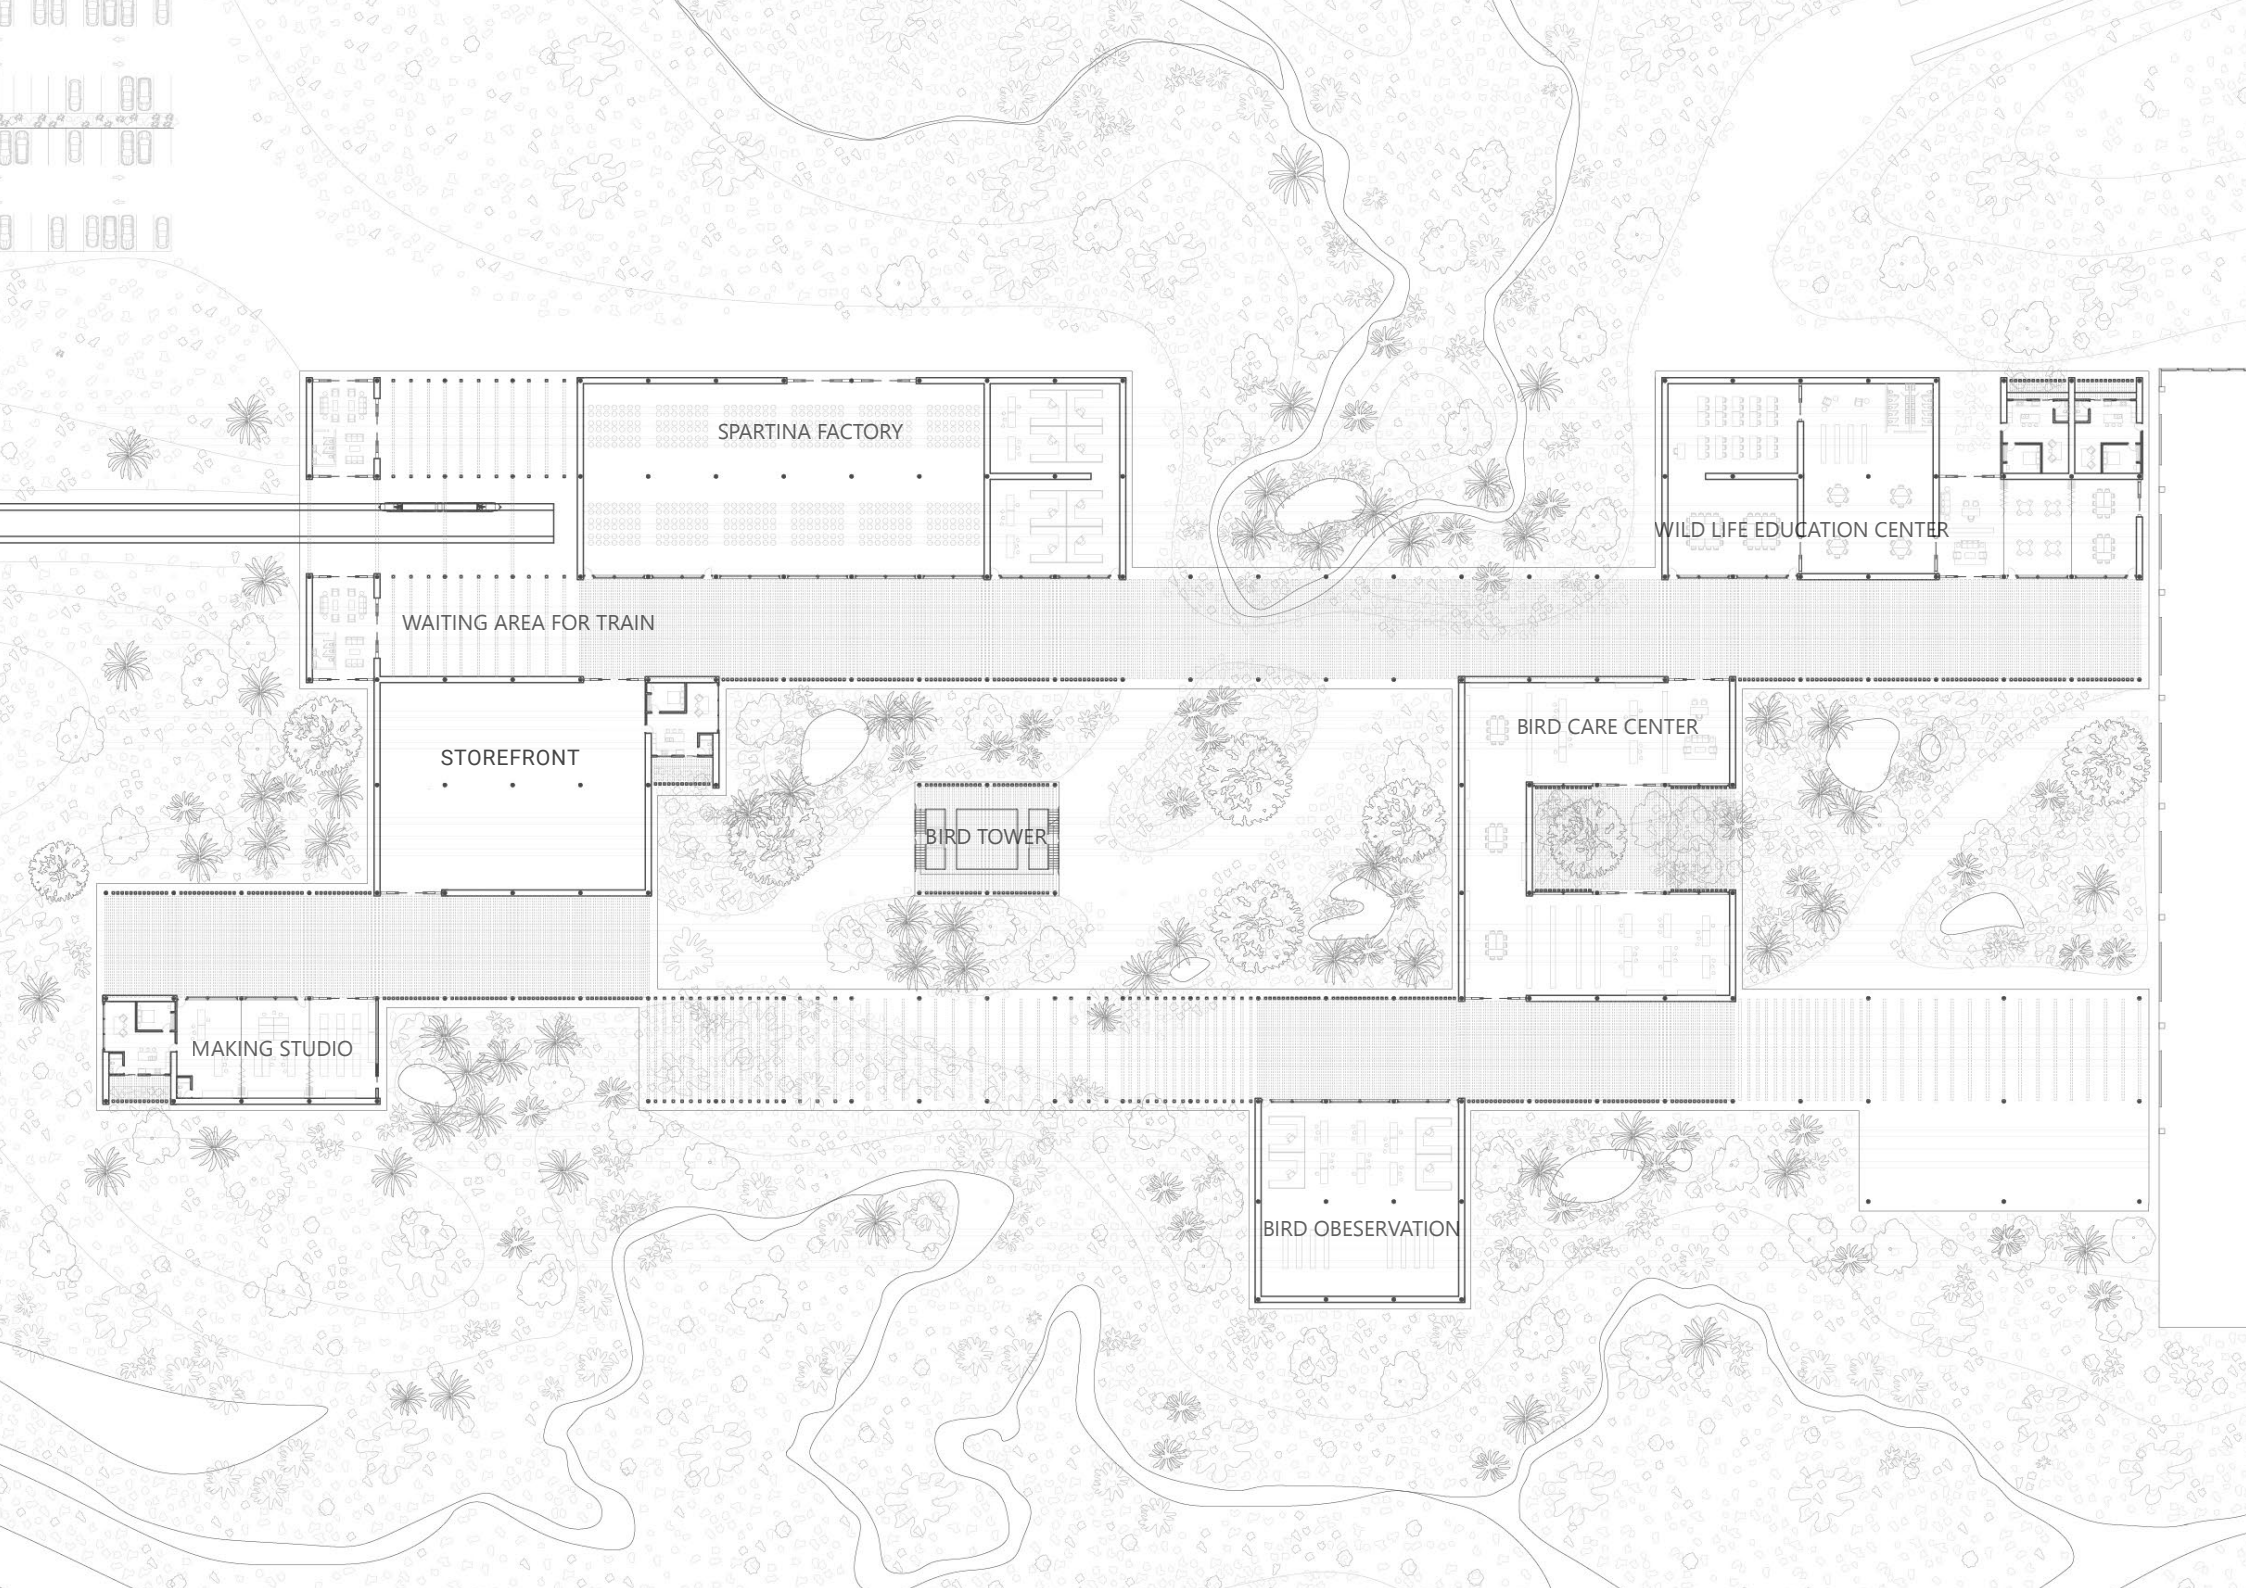 SPARTINA FACTORY
WILD LIFE EDUCATION CENTER
WAITING AREA FOR TRAIN
BIRD CARE CENTER
STOREFRONT
BIRD TOWER
MAKING STUDIO
BIRD OBESERVATION